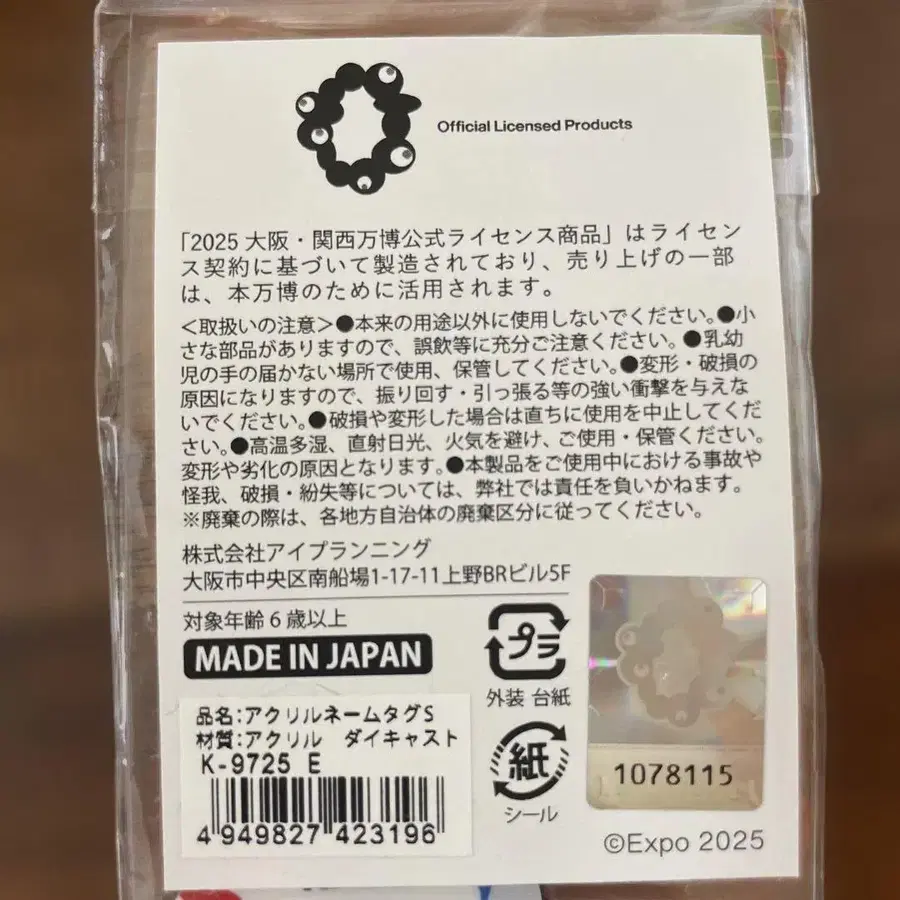 Official Licensed Products
「2025 大阪・関西万博公式ライセンス商品」はライセン
ス契約に基づいて製造されており、売り上げの一部
は、本万博のために活用されます。
＜取扱いの注意＞●本来の用途以外に使用しないでください。●小
さな部品がありますので、誤飲等に充分ご注意ください。●乳幼
児の手の届かない場所で使用、保管してください。●変形・破損の
原因になりますので、振り回す・引っ張る等の強い衝撃を与えな
いでください。●破損や変形した場合は直ちに使用を中止してくだ
さい。●高温多湿、直射日光、火気を避け、ご使用・保管ください。
変形や劣化の原因となります。●本製品をご使用中における事故や
怪我、破損・紛失等については、弊社では責任を負いかねます。
※廃棄の際は、各地方自治体の廃棄区分に従ってください。
株式会社アイプランニング
大阪市中央区南船場1-17-11上野BRビル5F
対象年齢6歳以上
MADE IN JAPAN
プラ
外装 台紙
品名:アクリルネームタグS
材質:アクリル ダイキャスト
K-9725 E
4 949827 423196
紙
シール
1078115
©Expo 2025